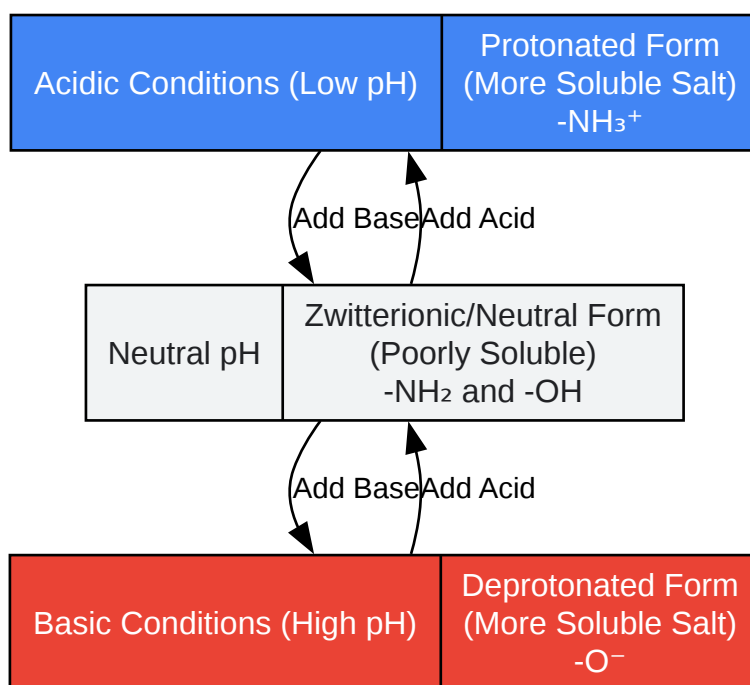 Acidic Conditions (Low pH)
Protonated Form
(More Soluble Salt)
-NH₃⁺
Add Base
Add Acid
Neutral pH
Zwitterionic/Neutral Form
(Poorly Soluble)
-NH₂ and -OH
Add Base
Add Acid
Basic Conditions (High pH)
Deprotonated Form
(More Soluble Salt)
-O⁻